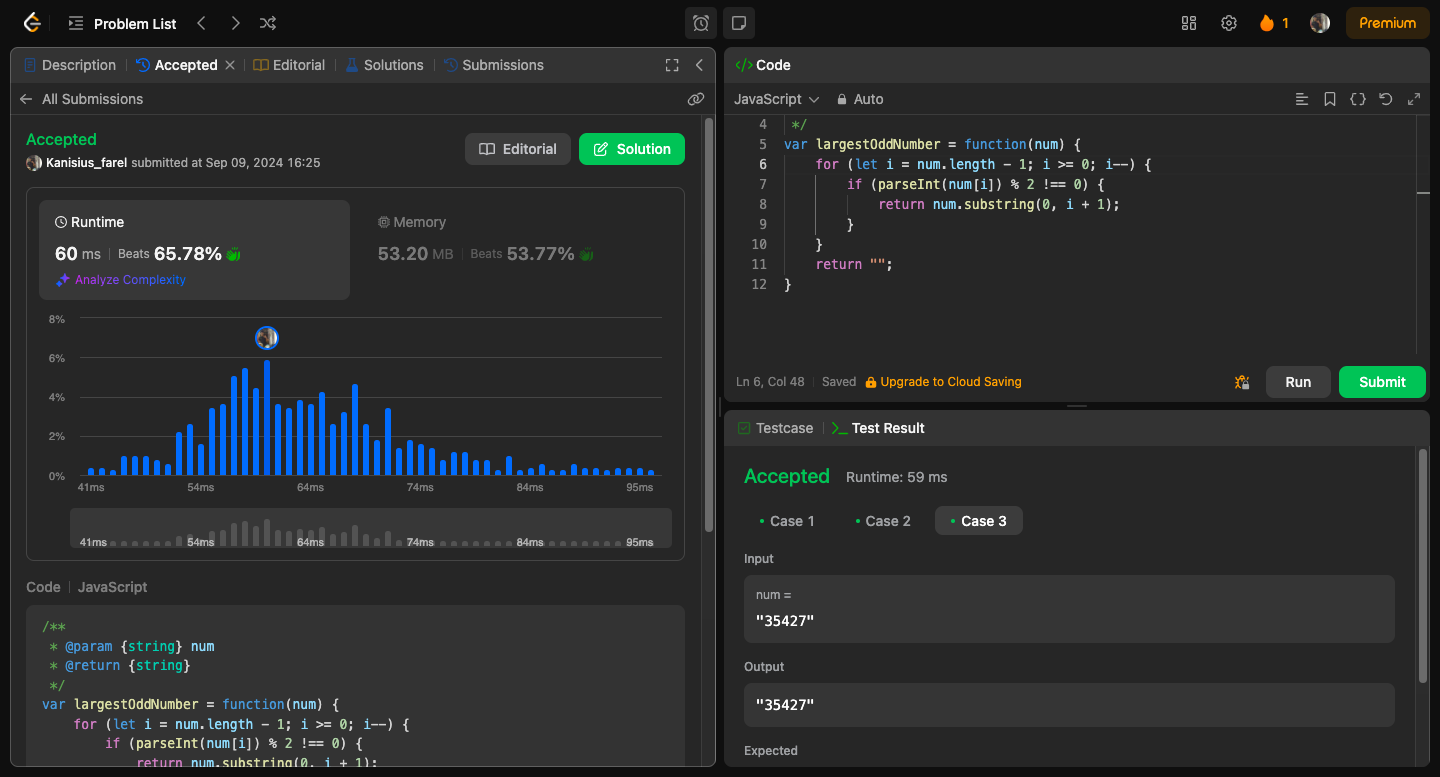 Problem List
1
Premium
Description
Accepted
Editorial
Solutions
Submissions
All Submissions
Accepted
Kanisius_farel submitted at Sep 09, 2024 16:25
Editorial
Solution
Runtime
60 ms
Beats 65.78%
Analyze Complexity
Memory
53.20 MB
Beats 53.77%
8%
6%
4%
2%
0%
41ms 54ms 64ms 74ms 84ms 95ms
41ms 54ms 64ms 74ms 84ms 95ms
Code
JavaScript
/**
* @param {string} num
* @return {string}
*/
var largestOddNumber = function(num) {
for (let i = num.length - 1; i >= 0; i--) {
if (parseInt(num[i]) % 2 !== 0) {
return num.substring(0, i + 1);
</> Code
JavaScript
Auto
4 */
5 var largestOddNumber = function(num) {
6 for (let i = num.length - 1; i >= 0; i--) {
7 if (parseInt(num[i]) % 2 !== 0) {
8 return num.substring(0, i + 1);
9 }
10 }
11 return "";
12 }
Ln 6, Col 48
Saved
Upgrade to Cloud Saving
Run
Submit
Testcase
Test Result
Accepted
Runtime: 59 ms
Case 1
Case 2
Case 3
Input
num =
"35427"
Output
"35427"
Expected